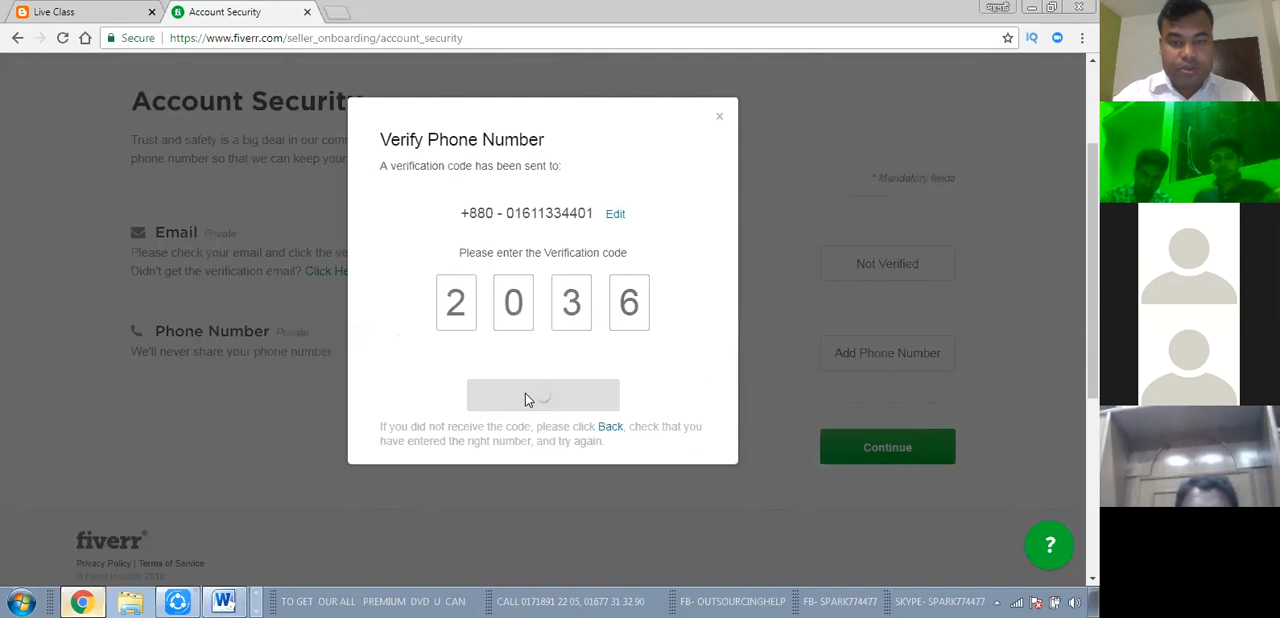 Live Class
Account Security
Secure
https://www.fiverr.com/seller_onboarding/account_security
Account Security
Trust and safety is a big deal in our
phone number so that we can keep your
* Mandatory fields
Verify Phone Number
×
A verification code has been sent to:
+880 - 01611334401 Edit
Please enter the Verification code
2 0 3 6
If you did not receive the code, please click Back, check that you
have entered the right number, and try again.
Email Private
Please check your email and click the
Didn't get the verification email? Click
Not Verified
Phone Number Private
We'll never share your phone number
Add Phone Number
Continue
fiverr
Privacy Policy | Terms of Service
?
TO GET OUR ALL PREMIUM DVD U CAN
CALL 0171891 22 05, 01677 31 32 90
FB- OUTSOURCINGHELP
FB- SPARK774477
SKYPE- SPARK774477